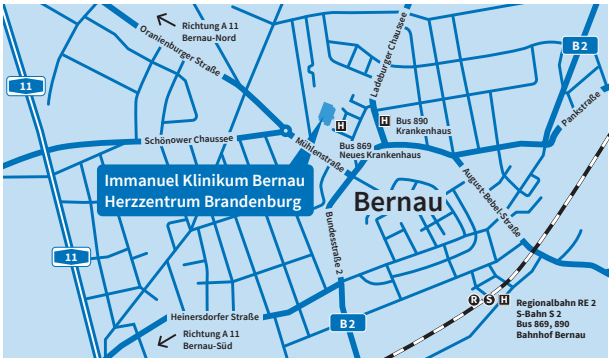 Richtung A 11
Bernau-Nord
Oranienburger Straße
Ladeburger Chaussee
B2
11
Pankstraße
H
Bus 890
Krankenhaus
H
Schönower Chaussee
Bus 869
Neues Krankenhaus
Mühlenstraße
Immanuel Klinikum Bernau
Herzzentrum Brandenburg
Bernau
August-Bebel-Straße
Bundesstraße 2
11
R S H
Regionalbahn RE 2
S-Bahn S 2
Bus 869, 890
Bahnhof Bernau
Heinersdorfer Straße
B2
Richtung A 11
Bernau-Süd